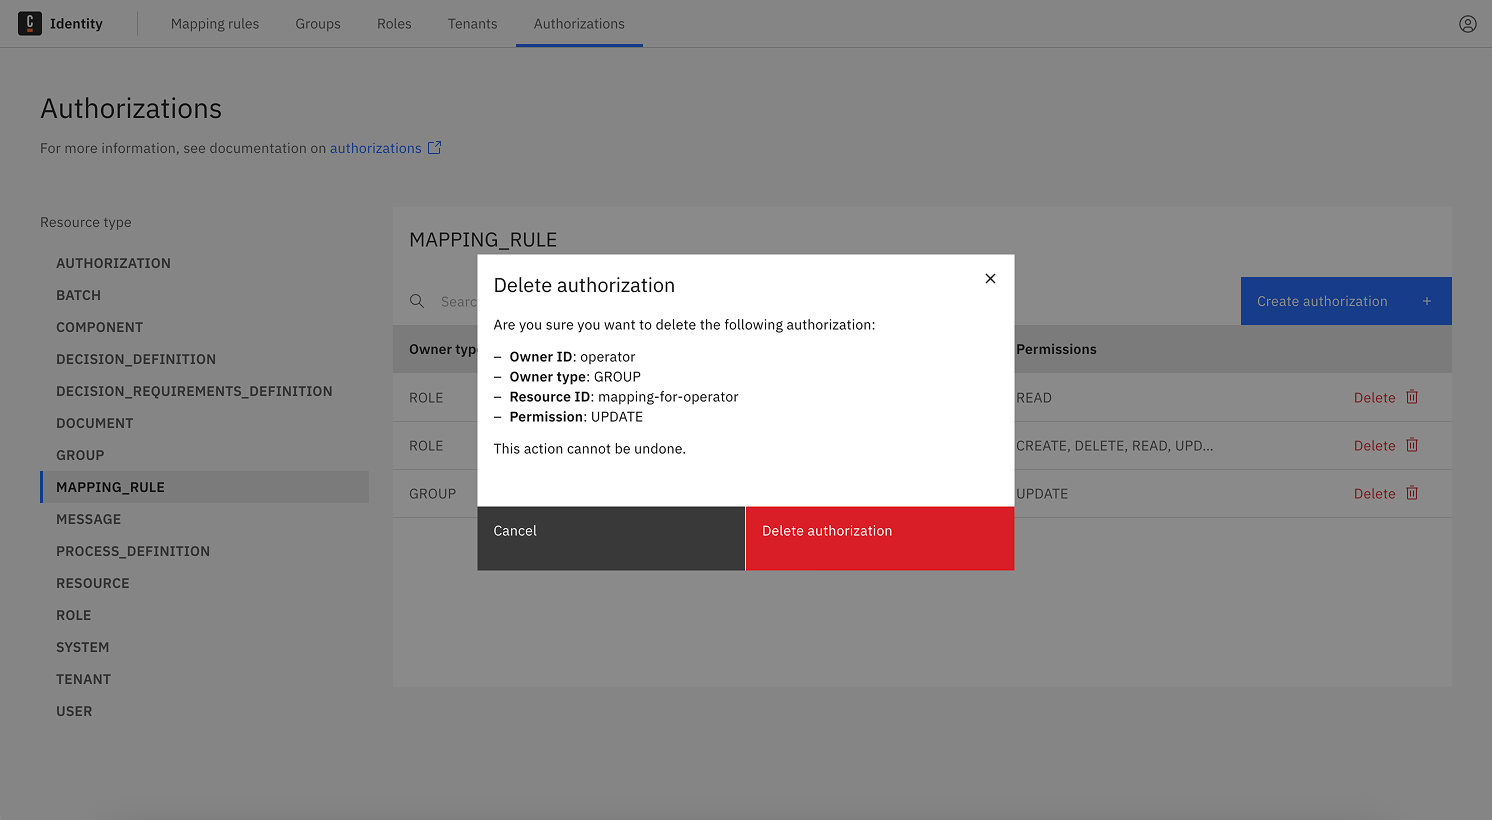 C Identity Mapping rules Groups Roles Tenants Authorizations
Authorizations
For more information, see documentation on authorizations
Resource type
AUTHORIZATION
BATCH
COMPONENT
DECISION_DEFINITION
DECISION_REQUIREMENTS_DEFINITION
DOCUMENT
GROUP
MAPPING_RULE
MESSAGE
PROCESS_DEFINITION
RESOURCE
ROLE
SYSTEM
TENANT
USER
MAPPING_RULE
Create authorization +
Owner Permissions
ROLE READ Delete
ROLE CREATE, DELETE, READ, UPD... Delete
GROUP UPDATE Delete
Delete authorization
Are you sure you want to delete the following authorization:
– Owner ID: operator
– Owner type: GROUP
– Resource ID: mapping-for-operator
– Permission: UPDATE
This action cannot be undone.
Cancel Delete authorization